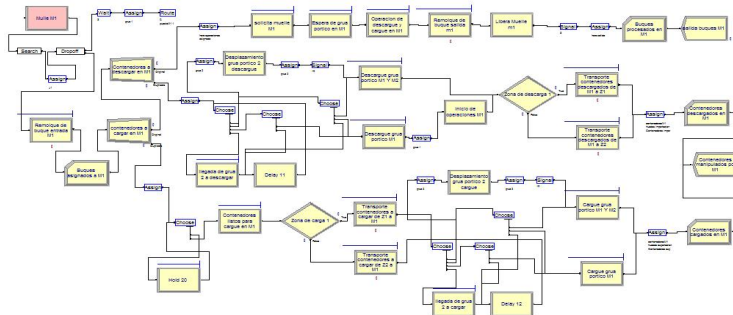 Muelle M1
Wait
Route
Assign
solicita muelle
M1
Espera de grua
portico en M1
Operacion de
descargue y
cargue en M1
Remolque de
buque salida
m1
Libera Muelle
m1
Signal
Assign
Buques
procesados en
M1
salida buques M1
Search
Dropoff
Assign
Contenedores a
descargar en M1
Desplazamiento
grua portico 2
descargue
Assign
Signal
Descargue grua
portico M1 Y M2
Zona de descarga 1
Transporte
contenedores
descargados de
M1 a Z1
Assign
Choose
Choose
Inicio de
operaciones M1
Assign
Contenedores
descargados en
M1
Remolque de
buque entrada M1
contenedores a
cargar en M1
Choose
Descargue grua
portico M1
Assign
Transporte
contenedores
descargados de
M1 a Z2
Buques
asignados a M1
llegada de grua
2 a descargar
Delay 11
Contenedores
manipulados por
M1
Assign
Desplazamiento
grua portico 2
cargue
Assign
Signal
Choose
Contenedores
listos para
cargue en M1
Zona de carga 1
Transporte
contenedores a
cargar de Z1 a
M1
Choose
Cargue grua
portico M1 Y M2
Assign
Contenedores
cargados en M1
Choose
Choose
Transporte
contenedores a
cargar de Z2 a
M1
Hold 20
Cargue grua
portico M1
llegada de grua
2 a cargar
Delay 12